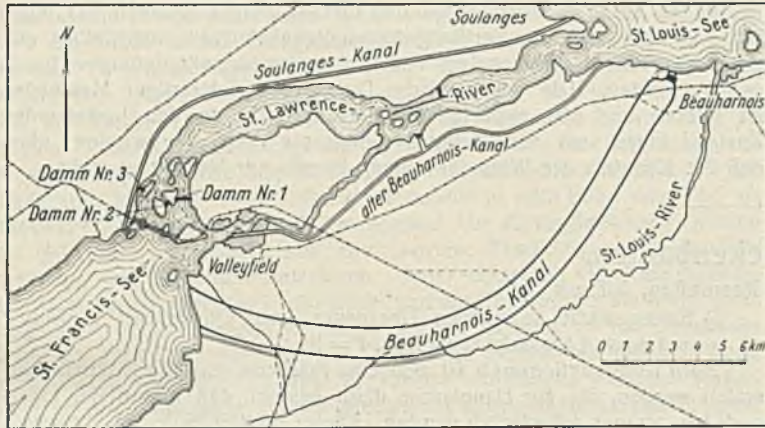 N
Soulanges
St. Louis-See
Soulanges-Kanal
St. Lawrence-River
Beauharnois
alter Beauharnois-Kanal
Damm Nr. 3
Damm Nr. 1
Damm Nr. 2
Valleyfield
St. Louis-River
St. Francis-See
Beauharnois-Kanal
0 1 2 3 4 5 6 km